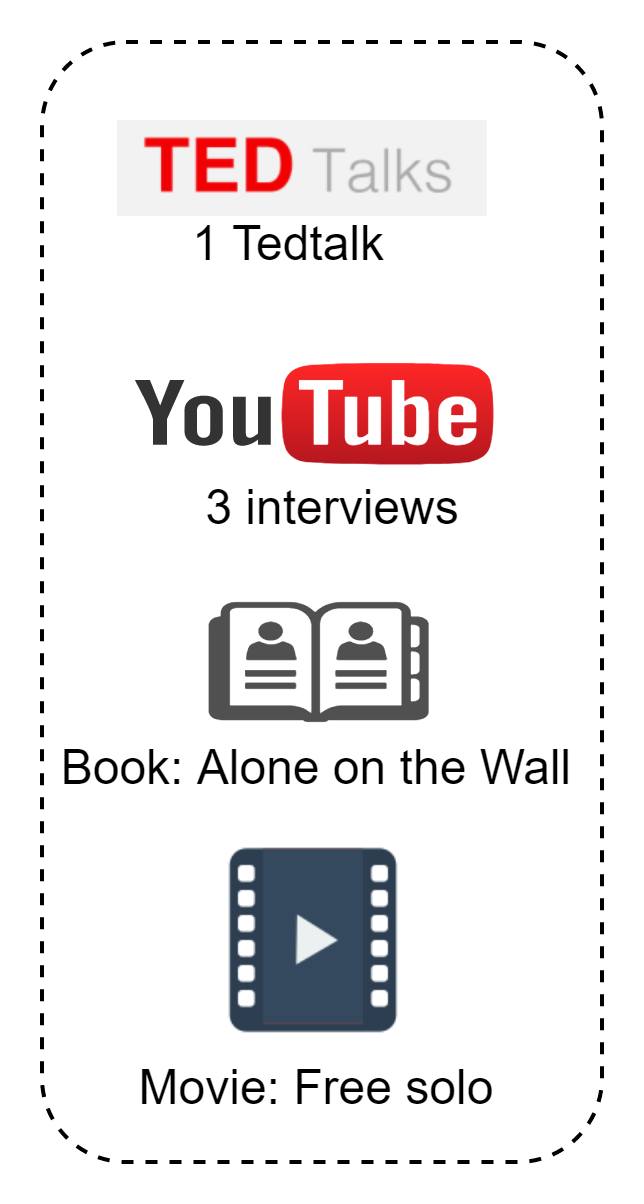 TED Talks
1 Tedtalk
YouTube
3 interviews
Book: Alone on the Wall
Movie: Free solo